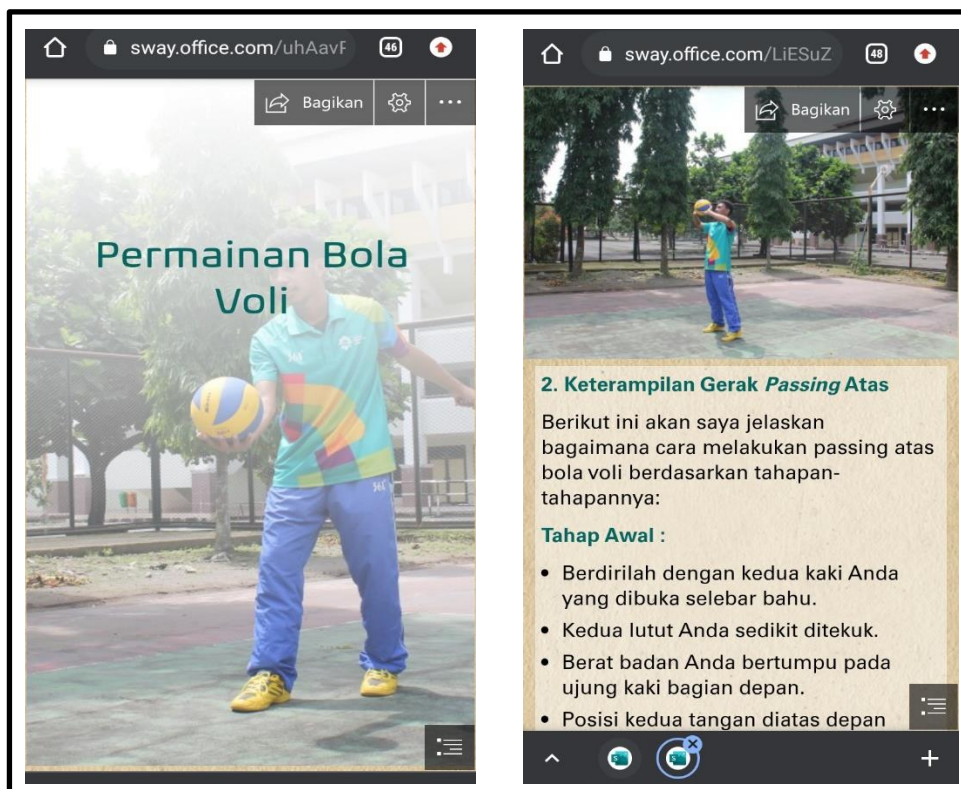 sway.office.com/uhAavF
46
Bagikan
Permainan Bola
Voli
sway.office.com/LiESuZ
48
Bagikan
2. Keterampilan Gerak Passing Atas
Berikut ini akan saya jelaskan
bagaimana cara melakukan passing atas
bola voli berdasarkan tahapan-
tahapannya:
Tahap Awal :
• Berdirilah dengan kedua kaki Anda
yang dibuka selebar bahu.
• Kedua lutut Anda sedikit ditekuk.
• Berat badan Anda bertumpu pada
ujung kaki bagian depan.
• Posisi kedua tangan diatas depan